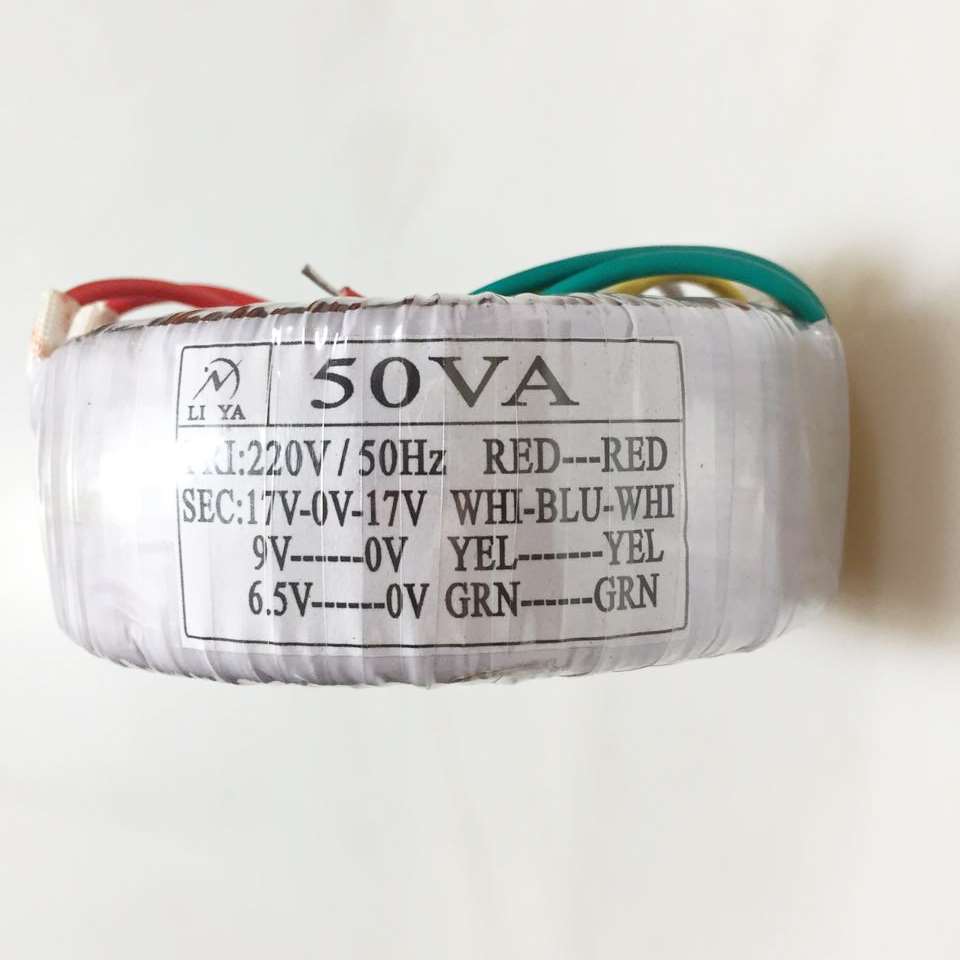 LI YA
50VA
PRI:220V / 50Hz RED---RED
SEC:17V-0V-17V WHI-BLU-WHI
9V------0V YEL-------YEL
6.5V------0V GRN------GRN